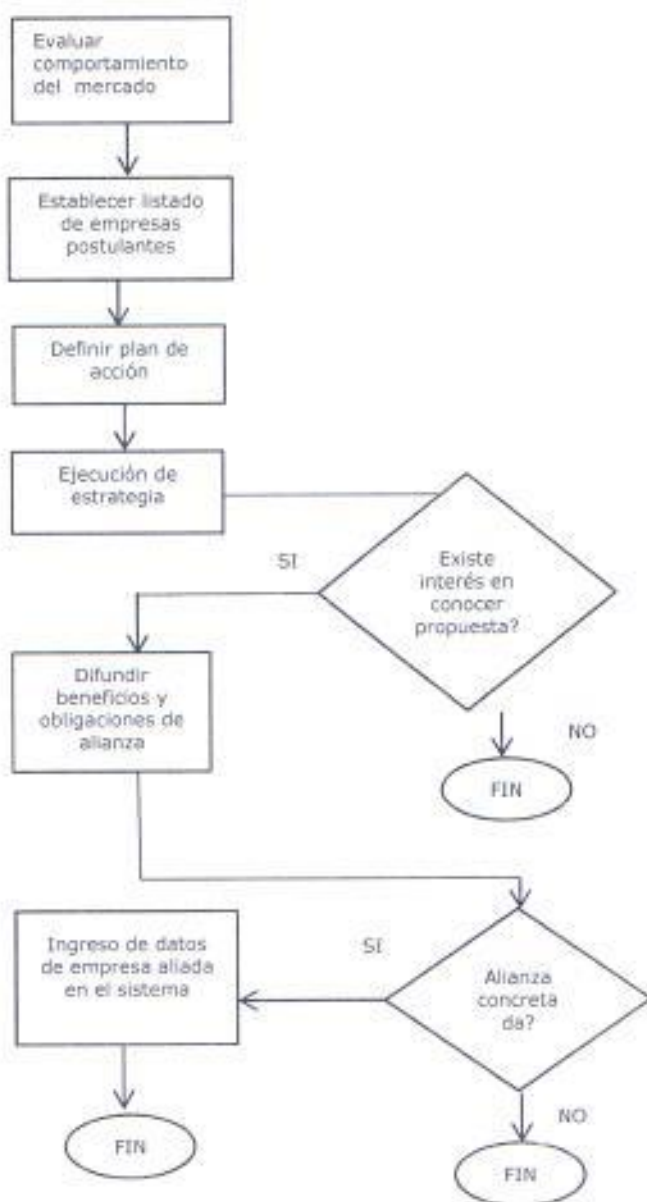 Evaluar
comportamiento
del mercado
Establecer listado
de empresas
postulantes
Definir plan de
acción
Ejecución de
estrategia
SI
Existe
interés en
conocer
propuesta?
Difundir
beneficios y
obligaciones de
alianza
NO
FIN
Ingreso de datos
de empresa aliada
en el sistema
SI
Alianza
concreta
da?
FIN
NO
FIN